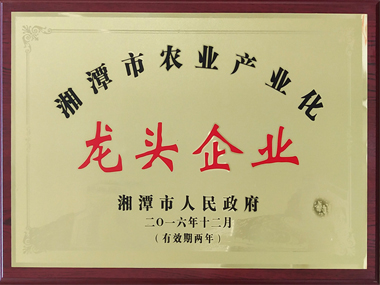 湘潭市农业产业化
龙头企业
湘潭市人民政府
二〇一六年十二月
（有效期两年）